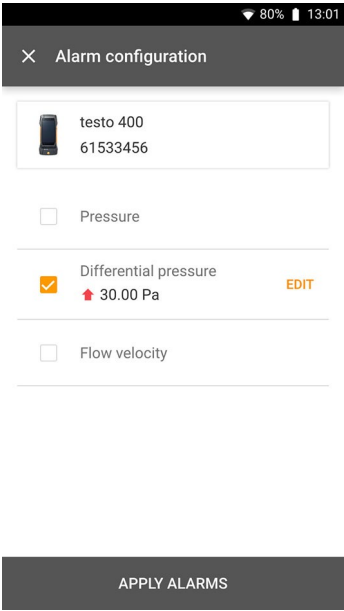 80% 13:01
Alarm configuration
testo 400
61533456
Pressure
Differential pressure
30.00 Pa
EDIT
Flow velocity
APPLY ALARMS